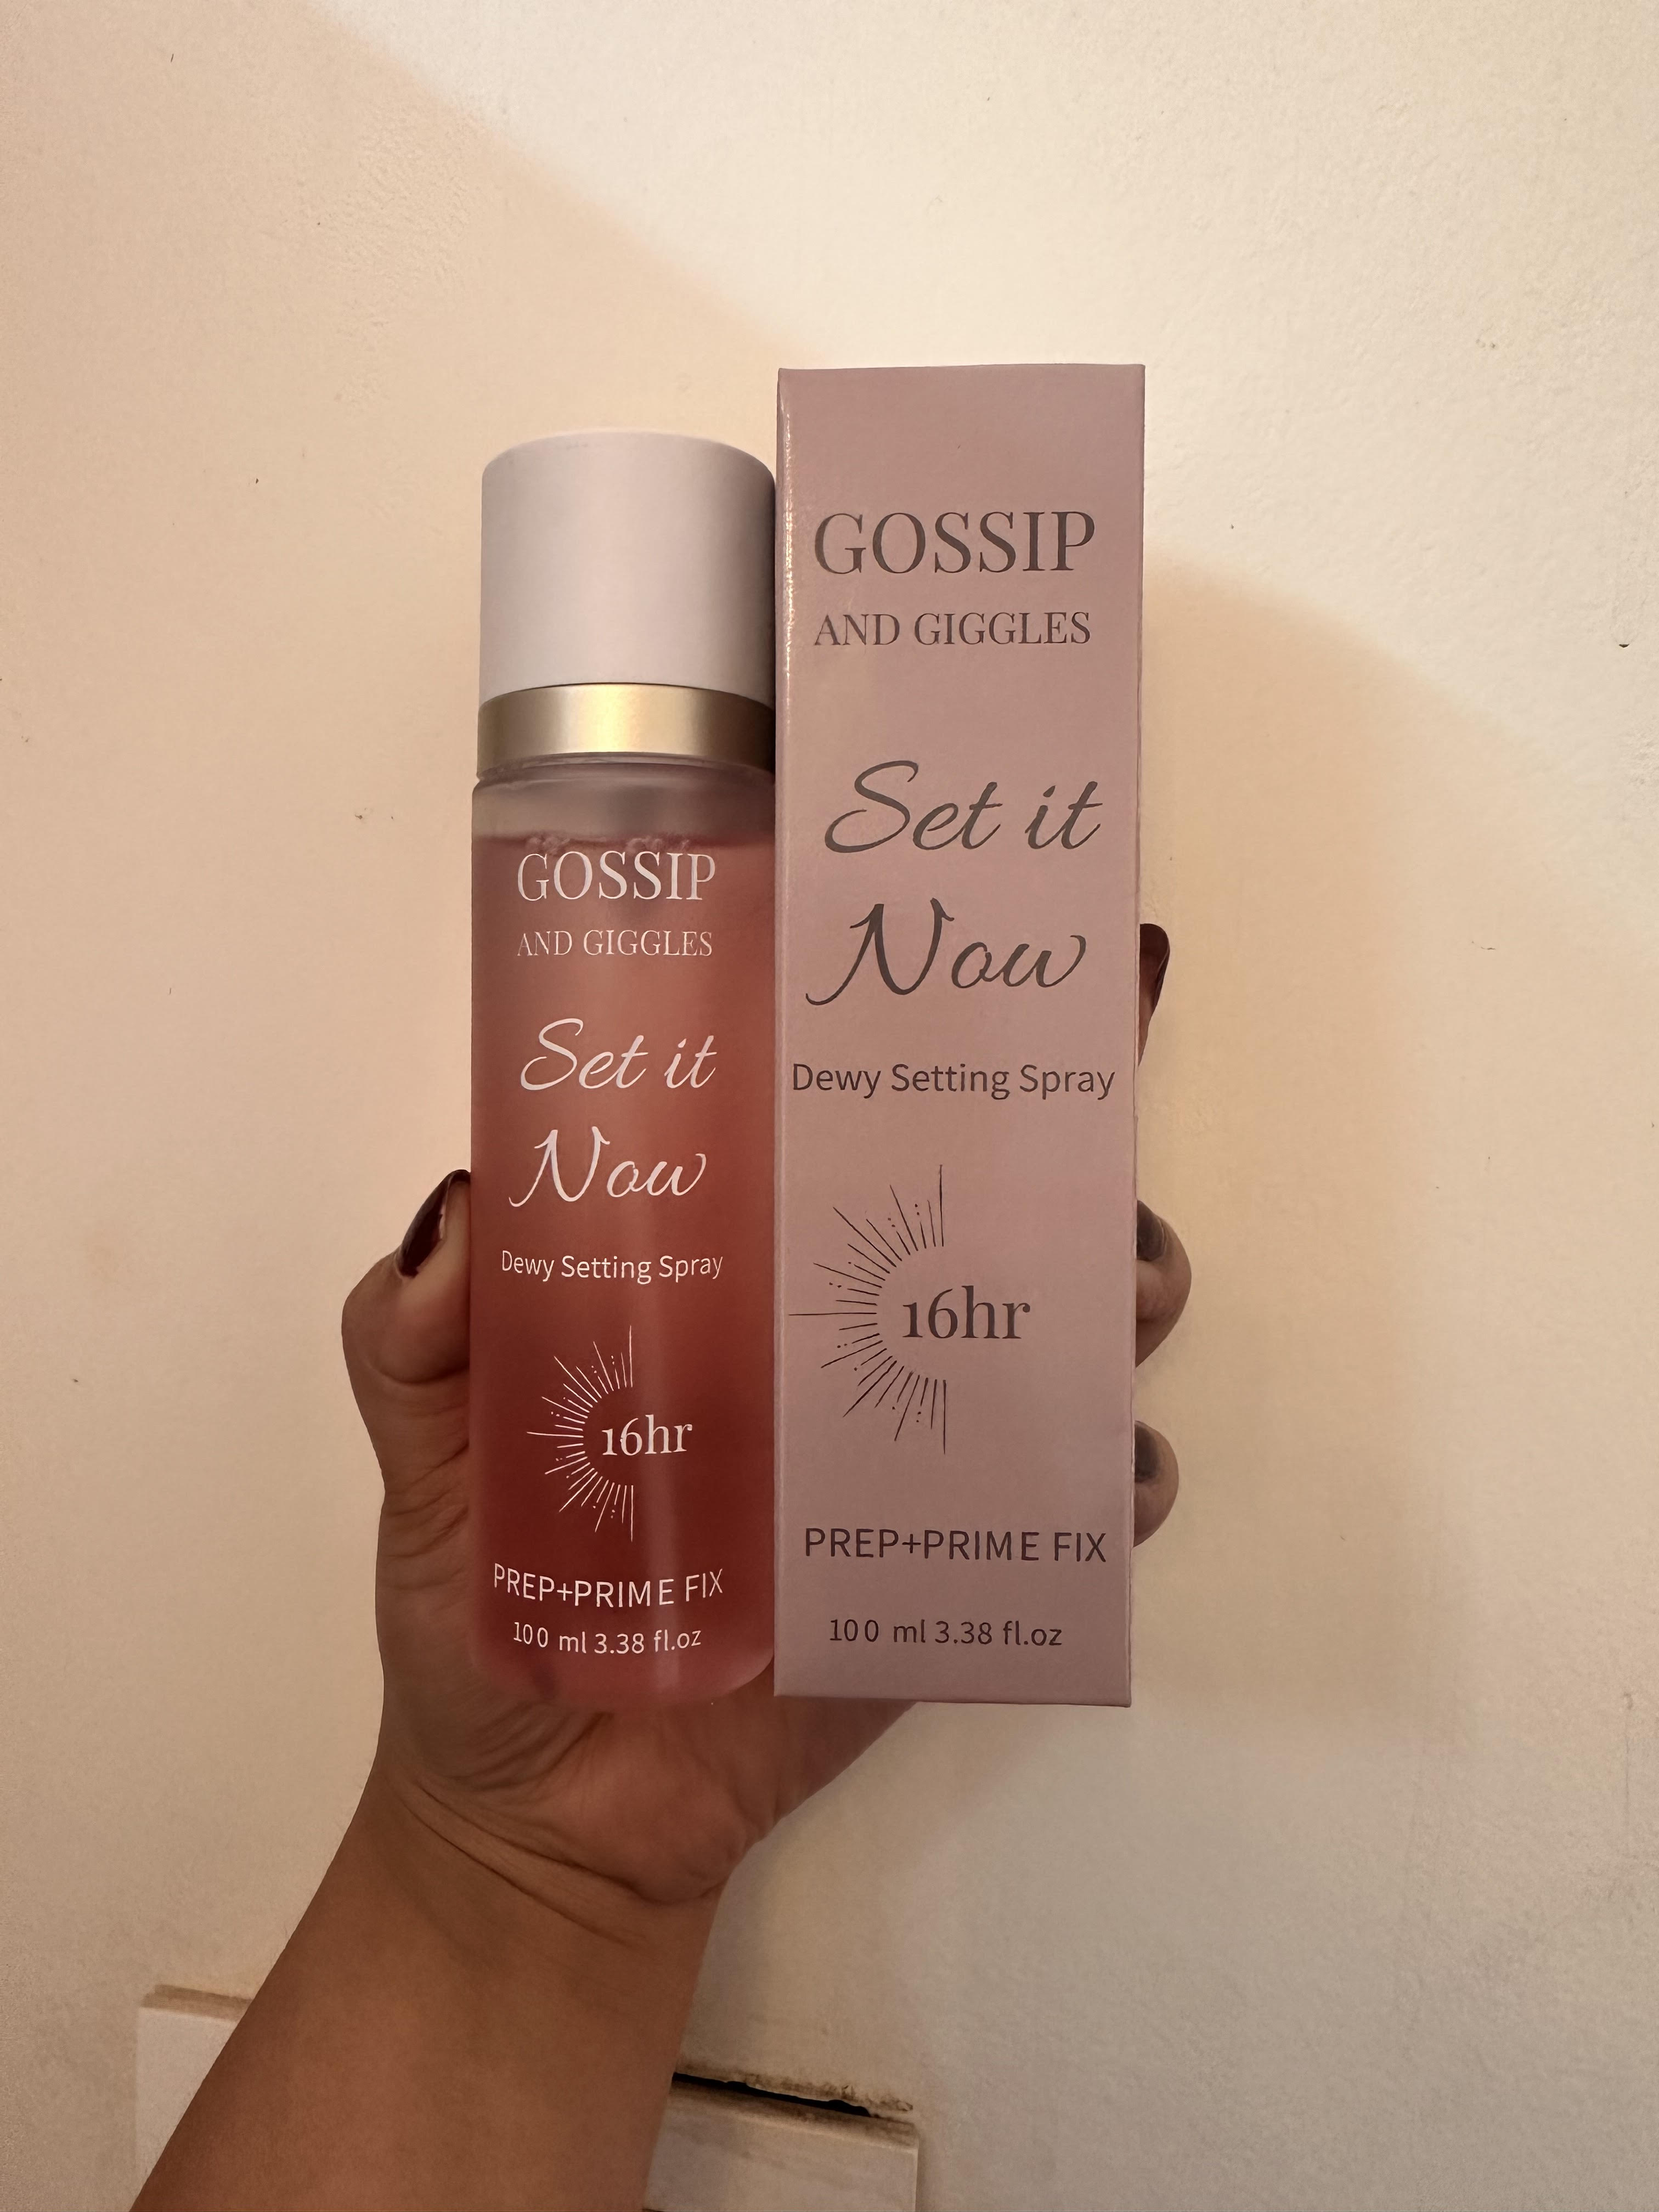 GOSSIP
AND GIGGLES
Set it
Now
Dewy Setting Spray
16hr
PREP+PRIME FIX
100 ml 3.38 fl.oz
GOSSIP
AND GIGGLES
Set it
Now
Dewy Setting Spray
16hr
PREP+PRIME FIX
100 ml 3.38 fl.oz